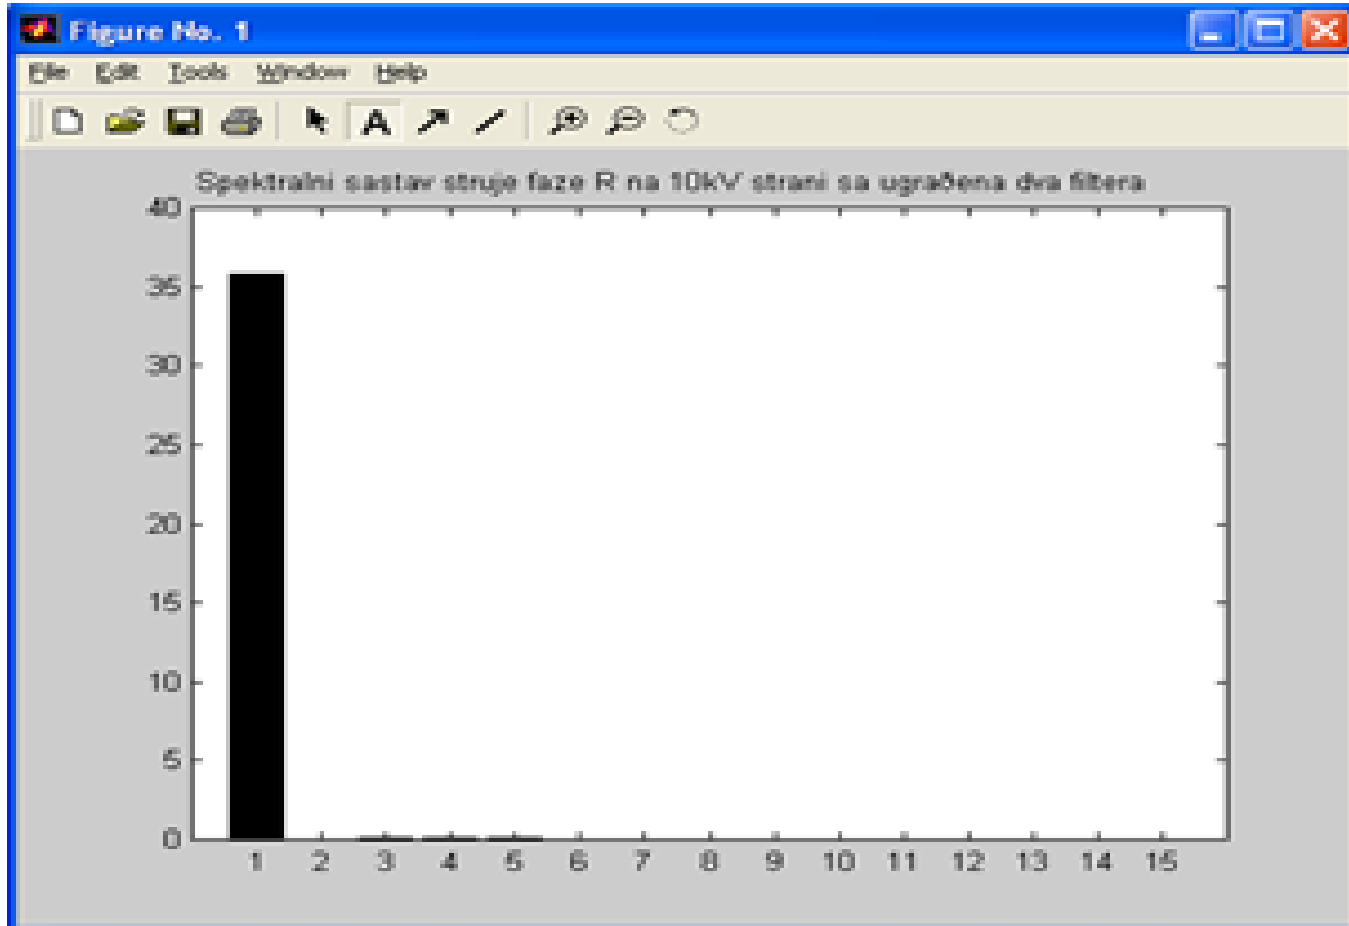 Figure No. 1
File Edit Tools Window Help
A
Spektralni sastav struje faze R na 10kV strani sa ugraðena dva filtera
40
35
30
25
20
15
10
5
0
1 2 3 4 5 6 7 8 9 10 11 12 13 14 15